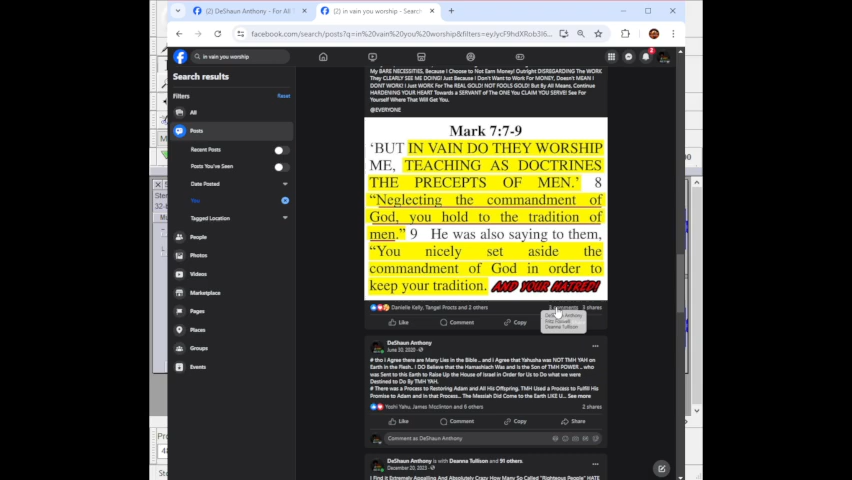 (2) DeShaun Anthony - For All
(2) in vain you worship - Search
facebook.com/search/posts?q=in%20vain%20you%20worship&filters=eyJycF9hdXRob3I6...
in vain you worship
Search results
Filters
Reset
All
Posts
Recent Posts
Posts You've Seen
Date Posted
You
Tagged Location
People
Photos
Videos
Marketplace
Pages
Places
Groups
Events
My BARE NECESSITIES, Because I Choose to Not Earn Money! Outright DISREGARDING The WORK
They CLEARLY SEE ME DOING! Just Because I Don't Want to Work For MONEY, Doesn't MEAN I
DONT WORK! I JUST WORK For The REAL GOLD! NOT FOOLS GOLD! But By All Means, Continue
HARDENING YOUR HEART Towards a SERVANT of The ONE You CLAIM YOU SERVE! See For
Yourself Where That Will Get You.
@EVERYONE
Mark 7:7-9
'BUT IN VAIN DO THEY WORSHIP
ME, TEACHING AS DOCTRINES
THE PRECEPTS OF MEN.' 8
"Neglecting the commandment of
God, you hold to the tradition of
men." 9 He was also saying to them,
"You nicely set aside the
commandment of God in order to
keep your tradition. AND YOUR HATRED!
Danielle Kelly, Tengel Procts and 2 others
comments 3 shares
Like Comment Copy
DeShaun Anthony
Deanna Tullison
DeShaun Anthony
June 30, 2020
# tho I Agree there are Many Lies in the Bible... and I Agree that Yahusha was NOT TMH YAH on
Earth in the Flesh.. I DO Believe that the Hamashiach Was and Is the Son of TMH POWER .. who
was Sent to this Earth to Raise Up the House of Israel in Order for Us to Do what we were
Destined to Do By TMH YAH.
# There was a Process to Restoring Adam and All His Offspring. TMH Used a Process to Fulfill His
Promise to Adam and in that Process... The Messiah Did Come to the Earth LIKE U... See more
Yoshi Yahu, James Mcclinton and 6 others
2 shares
Like Comment Copy Share
Comment as DeShaun Anthony
DeShaun Anthony is with Deanna Tullison and 91 others.
December 20, 2023
I Find it Extremely Appalling and Absolutely Crazy How Many So Called "Righteous People" HATE